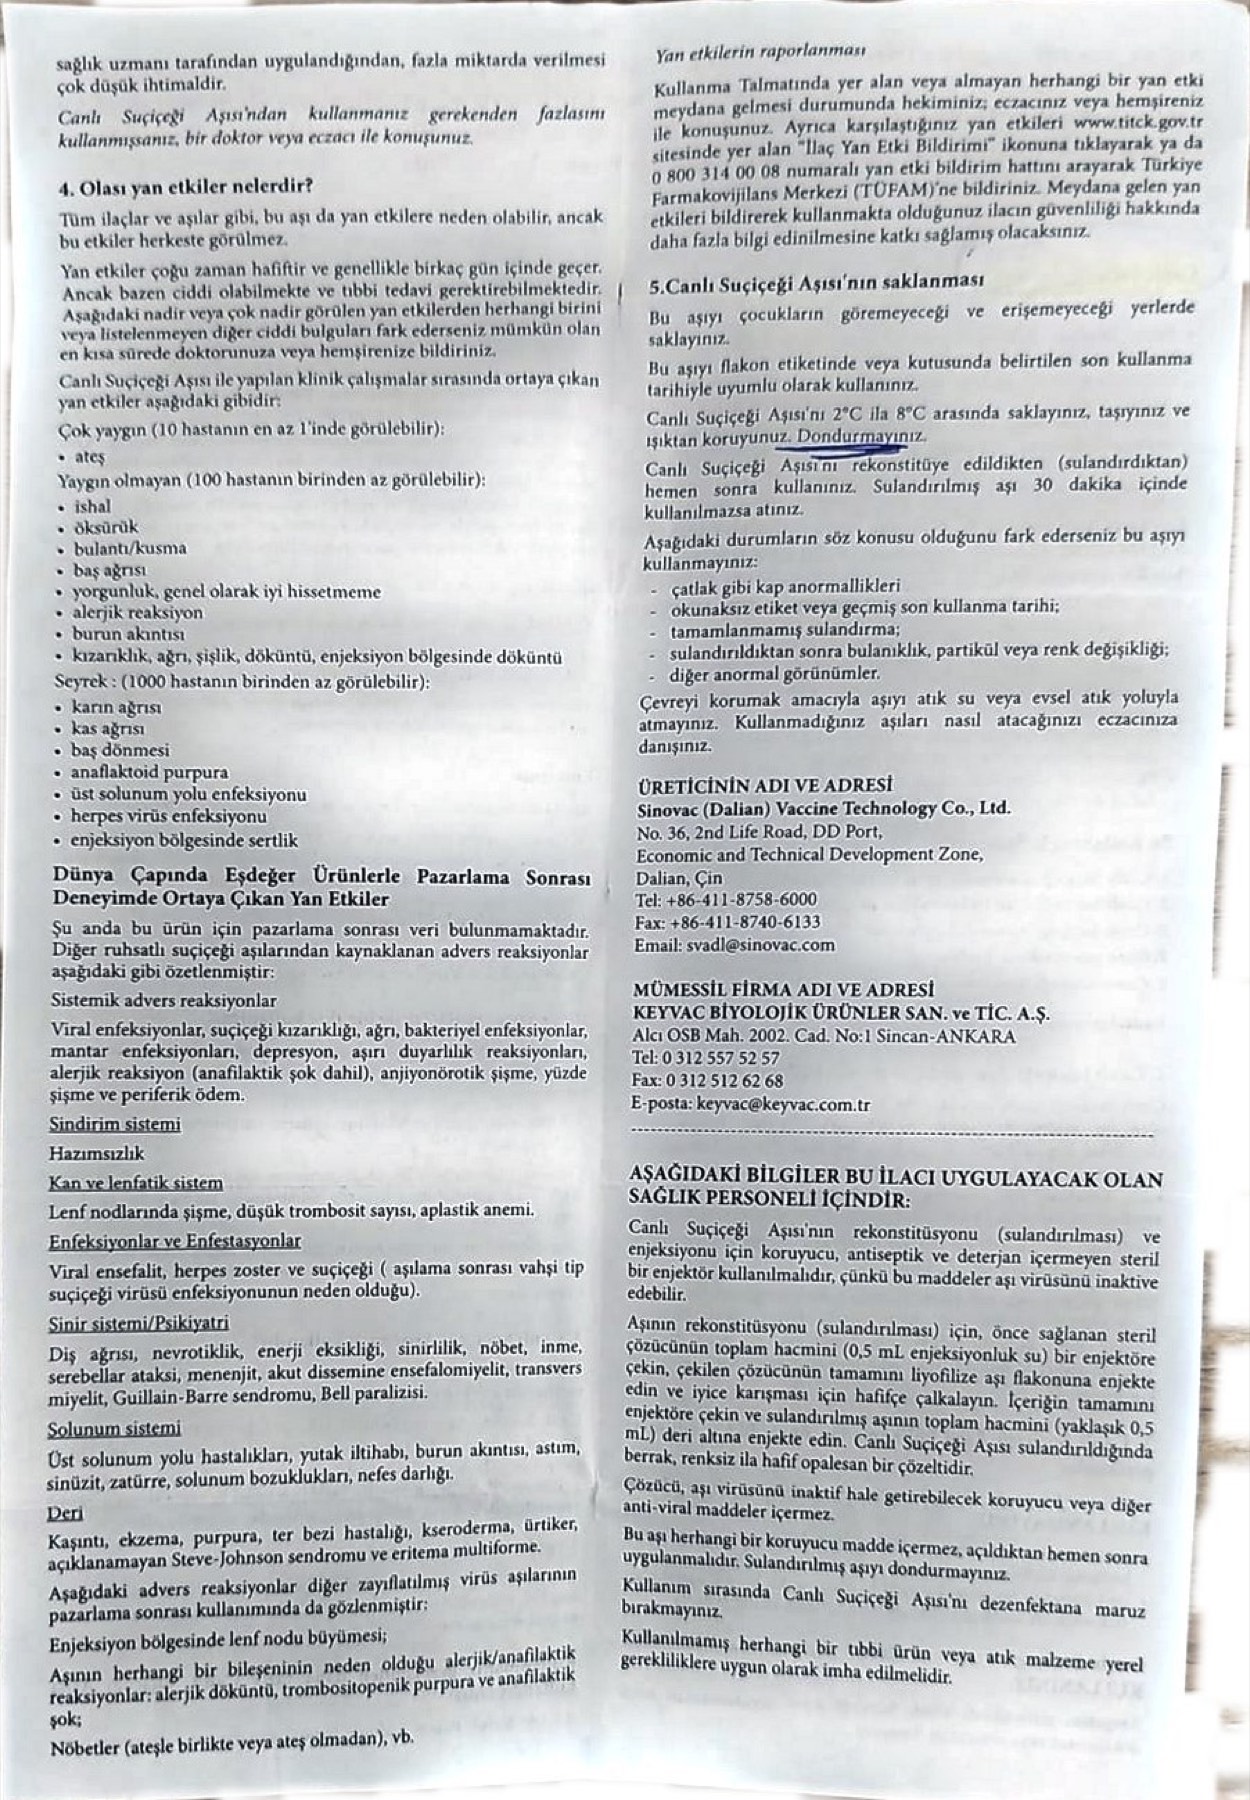 sağlık uzmanı tarafından uygulandığından, fazla miktarda verilmesi
çok düşük ihtimaldir.
Canlı Suçiçeği Aşısı'ndan kullanmanız gerekenden fazlasını
kullanmışsanız, bir doktor veya eczacı ile konuşunuz.
4. Olası yan etkiler nelerdir?
Tüm ilaçlar ve aşılar gibi, bu aşı da yan etkilere neden olabilir, ancak
bu etkiler herkeste görülmez.
Yan etkiler çoğu zaman hafiftir ve genellikle birkaç gün içinde geçer.
Ancak bazen ciddi olabilmekte ve tıbbi tedavi gerektirebilmektedir.
Aşağıdaki nadir veya çok nadir görülen yan etkilerden herhangi birini
veya listelenmeyen diğer ciddi bulguları fark ederseniz mümkün olan
en kısa sürede doktorunuza veya hemşirenize bildiriniz.
Canlı Suçiçeği Aşısı ile yapılan klinik çalışmalar sırasında ortaya çıkan
yan etkiler aşağıdaki gibidir:
Çok yaygın (10 hastanın en az 1'inde görülebilir):
• ateş
Yaygın olmayan (100 hastanın birinden az görülebilir):
• ishal
• öksürük
• bulantı/kusma
• baş ağrısı
• yorgunluk, genel olarak iyi hissetmeme
• alerjik reaksiyon
• burun akıntısı
• kızarıklık, ağrı, şişlik, döküntü, enjeksiyon bölgesinde döküntü
Seyrek : (1000 hastanın birinden az görülebilir):
• karın ağrısı
• kas ağrısı
• baş dönmesi
• anaflaktoid purpura
• üst solunum yolu enfeksiyonu
• herpes virüs enfeksiyonu
• enjeksiyon bölgesinde sertlik
Dünya Çapında Eşdeğer Ürünlerle Pazarlama Sonrası
Deneyimde Ortaya Çıkan Yan Etkiler
Şu anda bu ürün için pazarlama sonrası veri bulunmamaktadır.
Diğer ruhsatlı suçiçeği aşılarından kaynaklanan advers reaksiyonlar
aşağıdaki gibi özetlenmiştir:
Sistemik advers reaksiyonlar
Viral enfeksiyonlar, suçiçeği kızarıklığı, ağrı, bakteriyel enfeksiyonlar,
mantar enfeksiyonları, depresyon, aşırı duyarlılık reaksiyonları,
alerjik reaksiyon (anafilaktik şok dahil), anjiyonörotik şişme, yüzde
şişme ve periferik ödem.
Sindirim sistemi
Hazımsızlık
Kan ve lenfatik sistem
Lenf nodlarında şişme, düşük trombosit sayısı, aplastik anemi.
Enfeksiyonlar ve Enfestasyonlar
Viral ensefalit, herpes zoster ve suçiçeği ( aşılama sonrası vahşi tip
suçiçeği virüsü enfeksiyonunun neden olduğu).
Sinir sistemi/Psikiyatri
Diş ağrısı, nevrotiklik, enerji eksikliği, sinirlilik, nöbet, inme,
serebellar ataksi, menenjit, akut dissemine ensefalomiyelit, transvers
miyelit, Guillain-Barre sendromu, Bell paralizisi.
Solunum sistemi
Üst solunum yolu hastalıkları, yutak iltihabı, burun akıntısı, astım,
sinüzit, zatürre, solunum bozuklukları, nefes darlığı.
Deri
Kaşıntı, ekzema, purpura, ter bezi hastalığı, kseroderma, ürtiker,
açıklanamayan Steve-Johnson sendromu ve eritema multiforme.
Aşağıdaki advers reaksiyonlar diğer zayıflatılmış virüs aşılarının
pazarlama sonrası kullanımında da gözlenmiştir:
Enjeksiyon bölgesinde lenf nodu büyümesi;
Aşının herhangi bir bileşeninin neden olduğu alerjik/anafilaktik
reaksiyonlar: alerjik döküntü, trombositopenik purpura ve anafilaktik
şok;
Nöbetler (ateşle birlikte veya ateş olmadan), vb.
Yan etkilerin raporlanması
Kullanma Talmatında yer alan veya almayan herhangi bir yan etki
meydana gelmesi durumunda hekiminiz; eczacınız veya hemşireniz
ile konuşunuz. Ayrıca karşılaştığınız yan etkileri www.titck.gov.tr
sitesinde yer alan "İlaç Yan Etki Bildirimi" ikonuna tıklayarak ya da
0 800 314 00 08 numaralı yan etki bildirim hattını arayarak Türkiye
Farmakovijilans Merkezi (TÜFAM)'ne bildiriniz. Meydana gelen yan
etkileri bildirerek kullanmakta olduğunuz ilacın güvenliliği hakkında
daha fazla bilgi edinilmesine katkı sağlamış olacaksınız.
5.Canlı Suçiçeği Aşısı'nın saklanması
Bu aşıyı çocukların göremeyeceği ve erişemeyeceği yerlerde
saklayınız.
Bu aşıyı flakon etiketinde veya kutusunda belirtilen son kullanma
tarihiyle uyumlu olarak kullanınız.
Canlı Suçiçeği Aşısı'nı 2°C ila 8°C arasında saklayınız, taşıyınız ve
ışıktan koruyunuz. Dondurmayınız.
Canlı Suçiçeği Aşısı'nı rekonstitüye edildikten (sulandırdıktan)
hemen sonra kullanınız. Sulandırılmış aşı 30 dakika içinde
kullanılmazsa atınız.
Aşağıdaki durumların söz konusu olduğunu fark ederseniz bu aşıyı
kullanmayınız:
- çatlak gibi kap anormallikleri
- okunaksız etiket veya geçmiş son kullanma tarihi;
- tamamlanmamış sulandırma;
- sulandırıldıktan sonra bulanıklık, partikül veya renk değişikliği;
- diğer anormal görünümler.
Çevreyi korumak amacıyla aşıyı atık su veya evsel atık yoluyla
atmayınız. Kullanmadığınız aşıları nasıl atacağınızı eczacınıza
danışınız.
ÜRETİCİNİN ADI VE ADRESİ
Sinovac (Dalian) Vaccine Technology Co., Ltd.
No. 36, 2nd Life Road, DD Port,
Economic and Technical Development Zone,
Dalian, Çin
Tel: +86-411-8758-6000
Fax: +86-411-8740-6133
Email: svadl@sinovac.com
MÜMESSİL FİRMA ADI VE ADRESİ
KEYVAC BİYOLOJİK ÜRÜNLER SAN. ve TİC. A.Ş.
Alcı OSB Mah. 2002. Cad. No:1 Sincan-ANKARA
Tel: 0 312 557 52 57
Fax: 0 312 512 62 68
E-posta: keyvac@keyvac.com.tr
AŞAĞIDAKİ BİLGİLER BU İLACI UYGULAYACAK OLAN
SAĞLIK PERSONELİ İÇİNDİR:
Canlı Suçiçeği Aşısı'nın rekonstitüsyonu (sulandırılması) ve
enjeksiyonu için koruyucu, antiseptik ve deterjan içermeyen steril
bir enjektör kullanılmalıdır, çünkü bu maddeler aşı virüsünü inaktive
edebilir.
Aşının rekonstitüsyonu (sulandırılması) için, önce sağlanan steril
çözücünün toplam hacmini (0,5 mL enjeksiyonluk su) bir enjektöre
çekin, çekilen çözücünün tamamını liyofilize aşı flakonuna enjekte
edin ve iyice karışması için hafifçe çalkalayın. İçeriğin tamamını
enjektöre çekin ve sulandırılmış aşının toplam hacmini (yaklaşık 0,5
mL) deri altına enjekte edin. Canlı Suçiçeği Aşısı sulandırıldığında
berrak, renksiz ila hafif opalesan bir çözeltidir.
Çözücü, aşı virüsünü inaktif hale getirebilecek koruyucu veya diğer
anti-viral maddeler içermez.
Bu aşı herhangi bir koruyucu madde içermez, açıldıktan hemen sonra
uygulanmalıdır. Sulandırılmış aşıyı dondurmayınız.
Kullanım sırasında Canlı Suçiçeği Aşısı'nı dezenfektana maruz
bırakmayınız.
Kullanılmamış herhangi bir tıbbi ürün veya atık malzeme yerel
gerekliliklere uygun olarak imha edilmelidir.